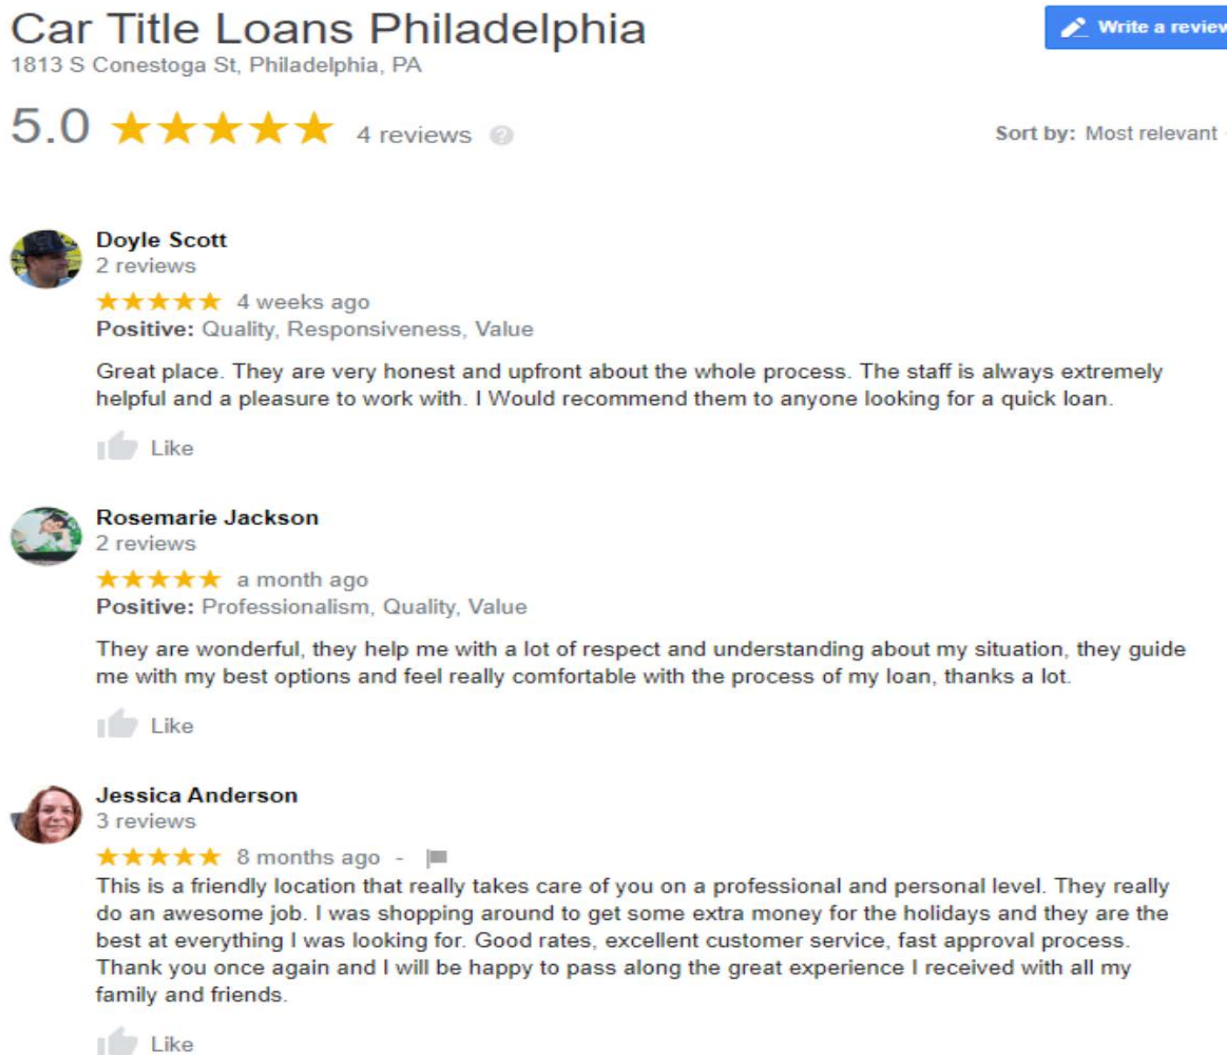 Car Title Loans Philadelphia
Write a review
1813 S Conestoga St, Philadelphia, PA
5.0 4 reviews ?
Sort by: Most relevant
Doyle Scott
2 reviews
4 weeks ago
Positive: Quality, Responsiveness, Value
Great place. They are very honest and upfront about the whole process. The staff is always extremely
helpful and a pleasure to work with. I Would recommend them to anyone looking for a quick loan.
Like
Rosemarie Jackson
2 reviews
a month ago
Positive: Professionalism, Quality, Value
They are wonderful, they help me with a lot of respect and understanding about my situation, they guide
me with my best options and feel really comfortable with the process of my loan, thanks a lot.
Like
Jessica Anderson
3 reviews
8 months ago -
This is a friendly location that really takes care of you on a professional and personal level. They really
do an awesome job. I was shopping around to get some extra money for the holidays and they are the
best at everything I was looking for. Good rates, excellent customer service, fast approval process.
Thank you once again and I will be happy to pass along the great experience I received with all my
family and friends.
Like